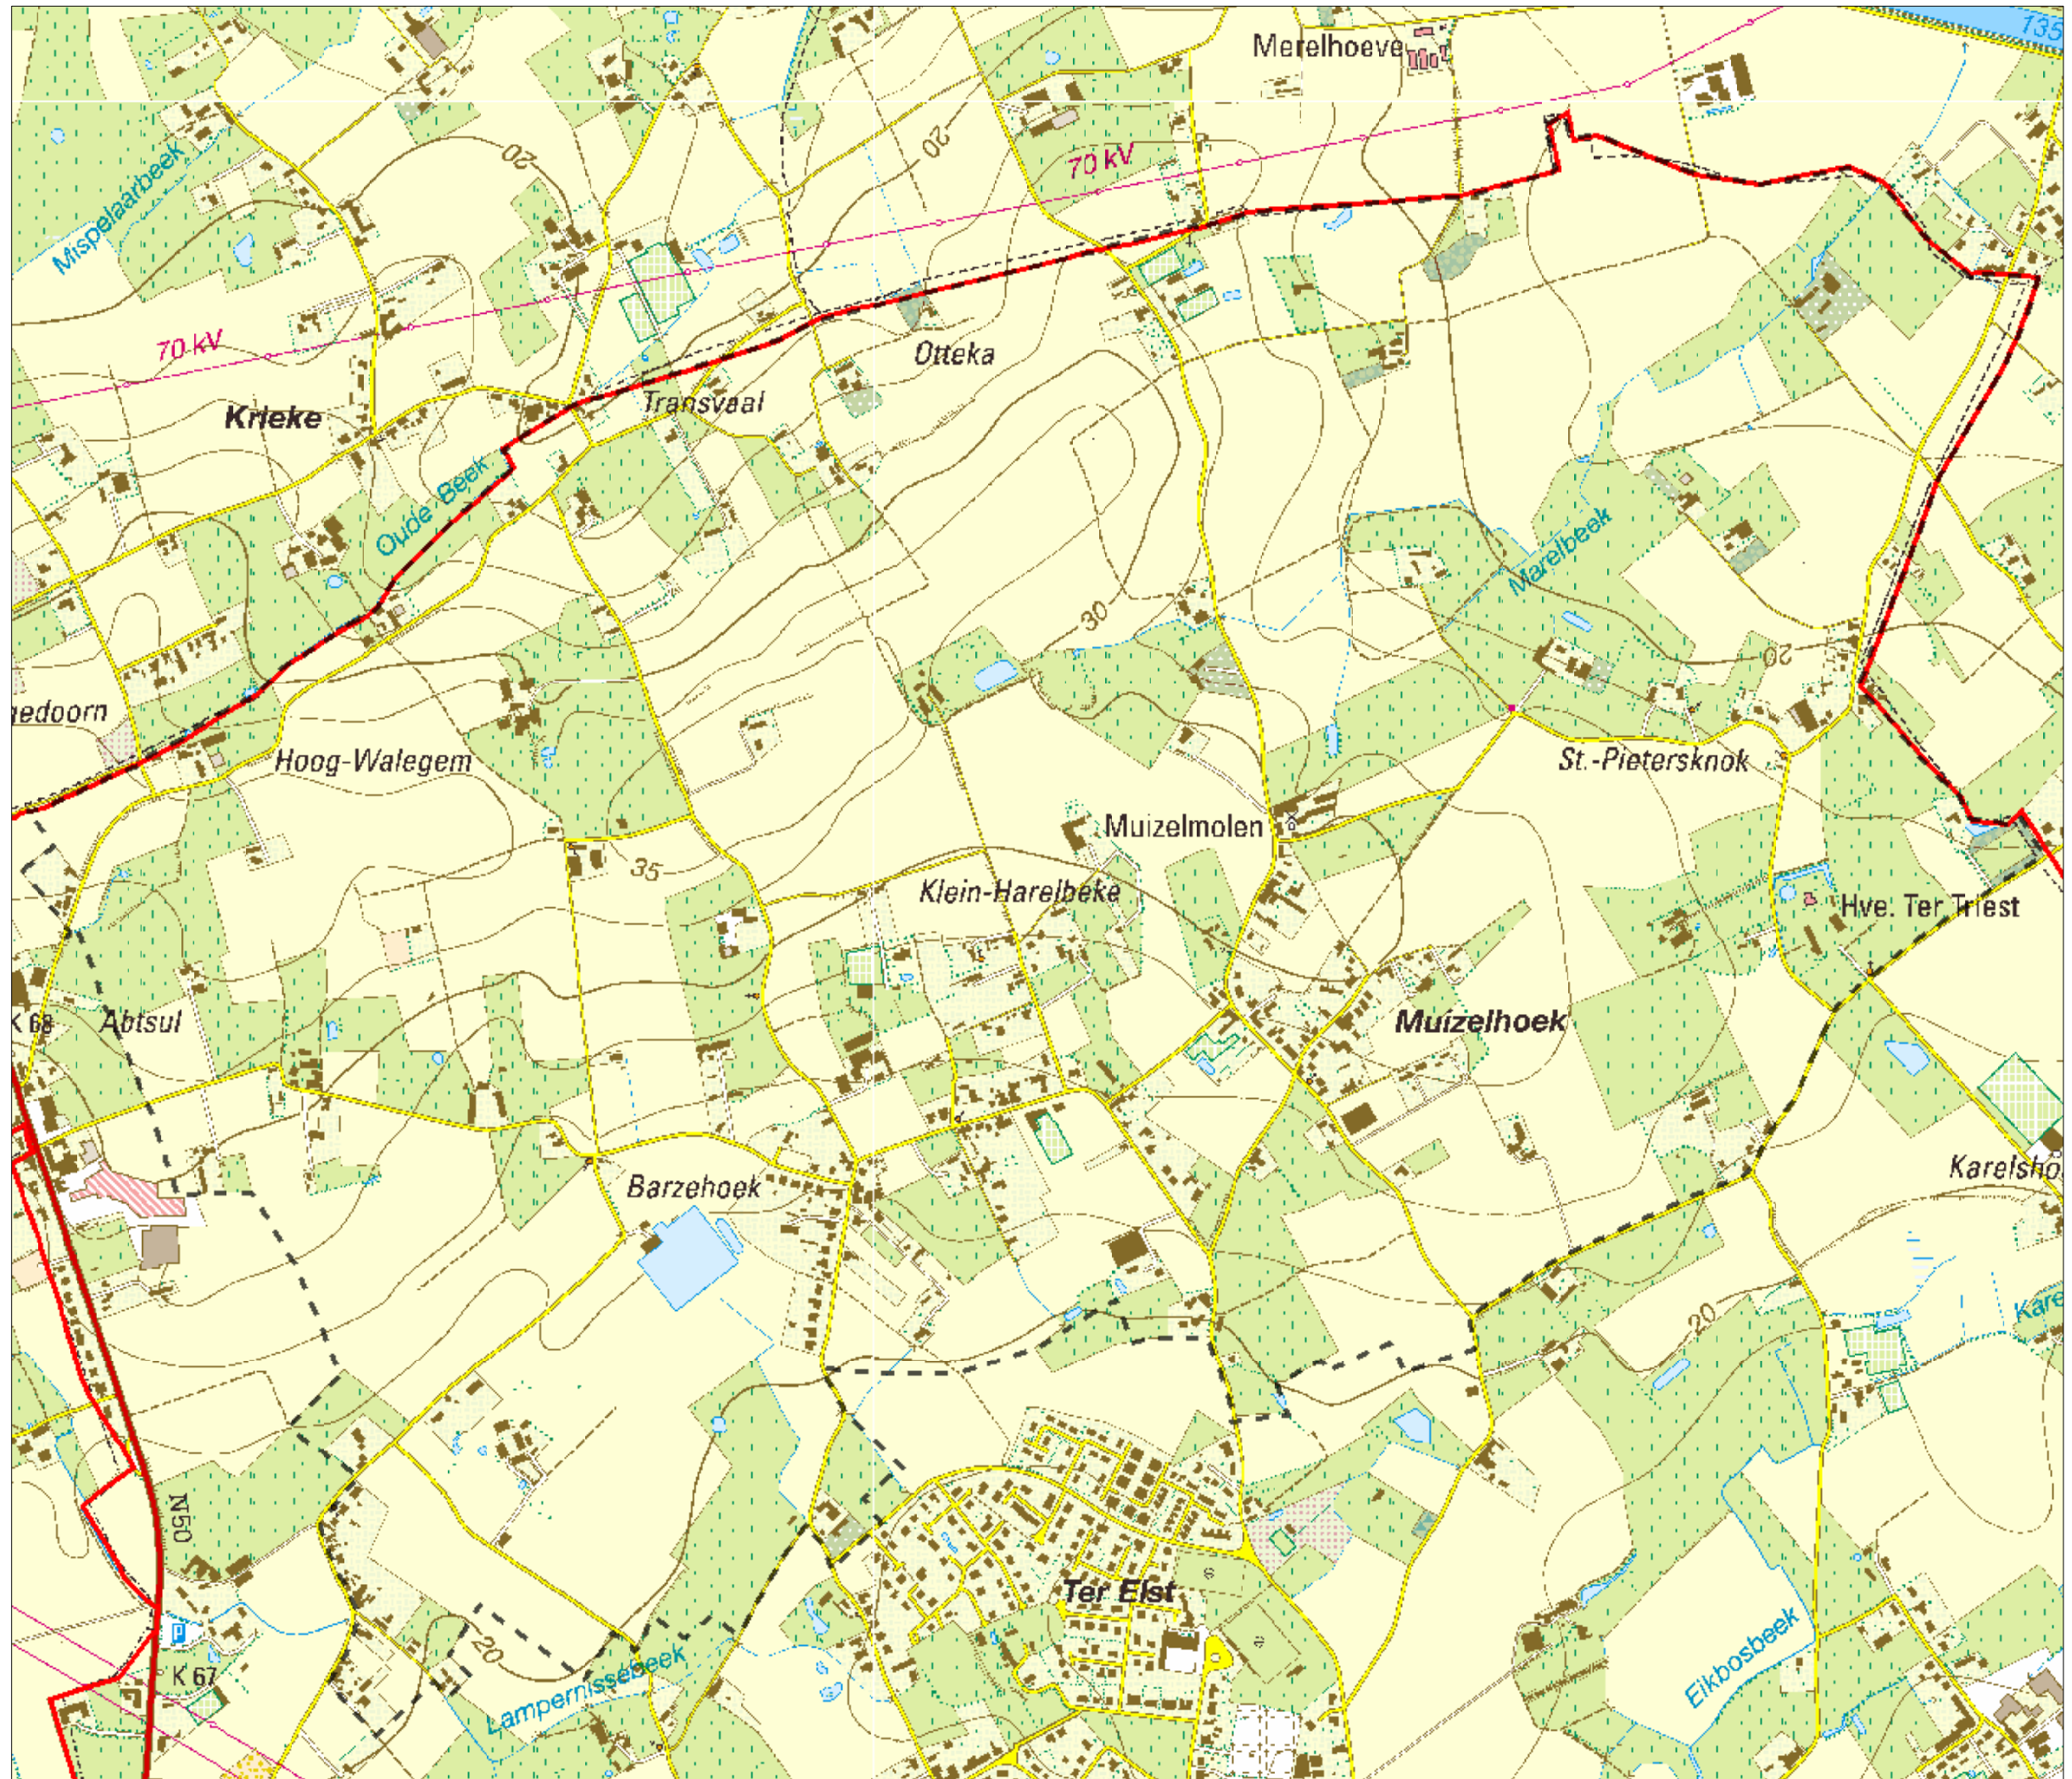 135
Merelhoeve
20
20
70 kV
Mispelaarbeek
70 kV
Otteka
Transvaal
Krieke
Oude Beek
Marelbeek
30
20
Hoog-Walegem
St.-Pietersknok
Muizelmolen
35
Klein-Harelbeke
Hve. Ter Triest
K 68
Abtsul
Muizelhoek
Karelsho
Barzehoek
Kare
20
N50
Ter Elst
K 67
20
Lampernissebeek
Eikbosbeek
P